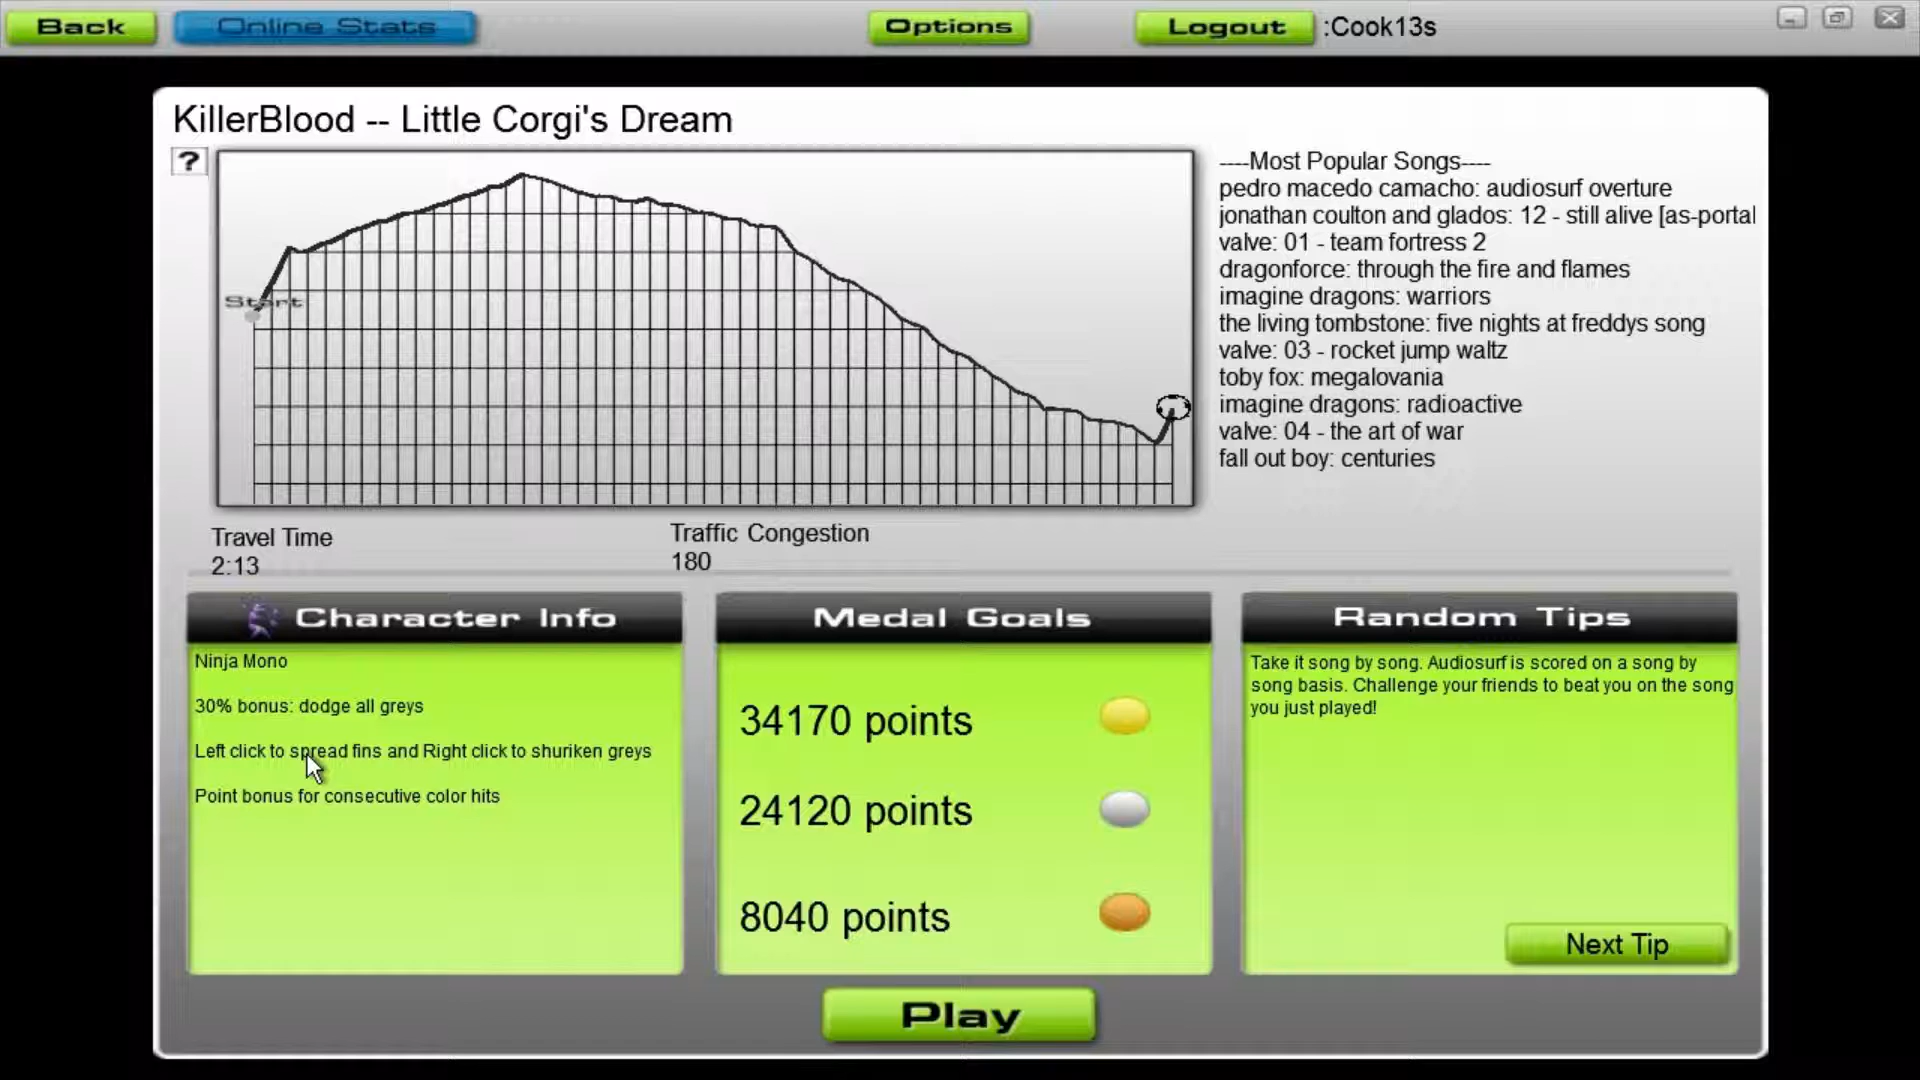 Back
Online Stats
Options
Logout
:Cook13s
KillerBlood -- Little Corgi's Dream
?
Start
----Most Popular Songs----
pedro macedo camacho: audiosurf overture
jonathan coulton and glados: 12 - still alive [as-portal
valve: 01 - team fortress 2
dragonforce: through the fire and flames
imagine dragons: warriors
the living tombstone: five nights at freddys song
valve: 03 - rocket jump waltz
toby fox: megalovania
imagine dragons: radioactive
valve: 04 - the art of war
fall out boy: centuries
Travel Time
2:13
Traffic Congestion
180
Character Info
Ninja Mono
30% bonus: dodge all greys
Left click to spread fins and Right click to shuriken greys
Point bonus for consecutive color hits
Medal Goals
34170 points
24120 points
8040 points
Random Tips
Take it song by song. Audiosurf is scored on a song by
song basis. Challenge your friends to beat you on the song
you just played!
Next Tip
Play